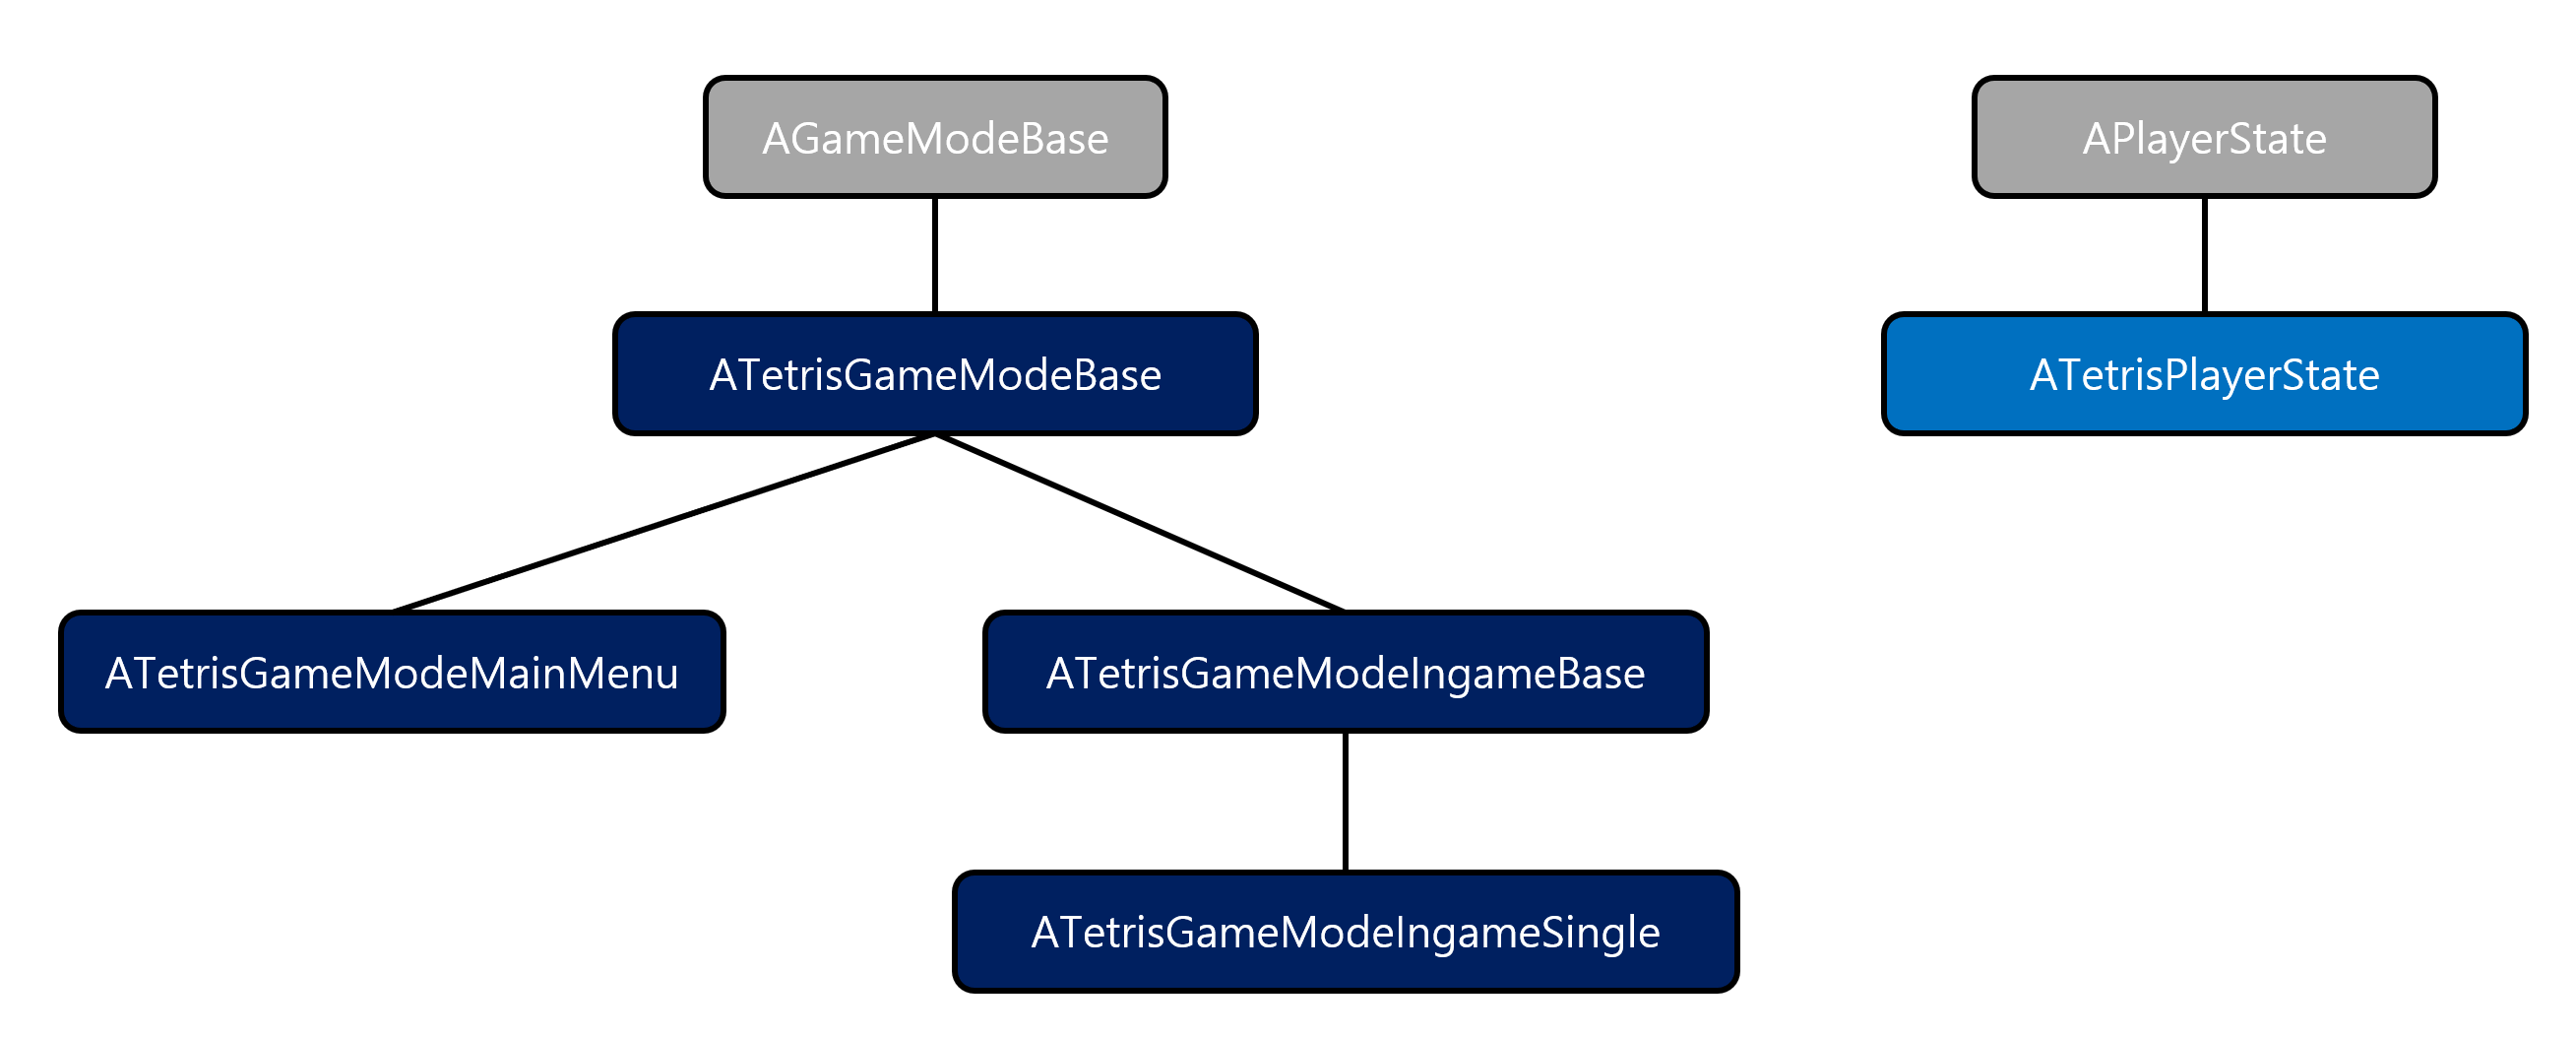 AGameModeBase
APlayerState
ATetrisGameModeBase
ATetrisPlayerState
ATetrisGameModeMainMenu
ATetrisGameModeIngameBase
ATetrisGameModeIngameSingle